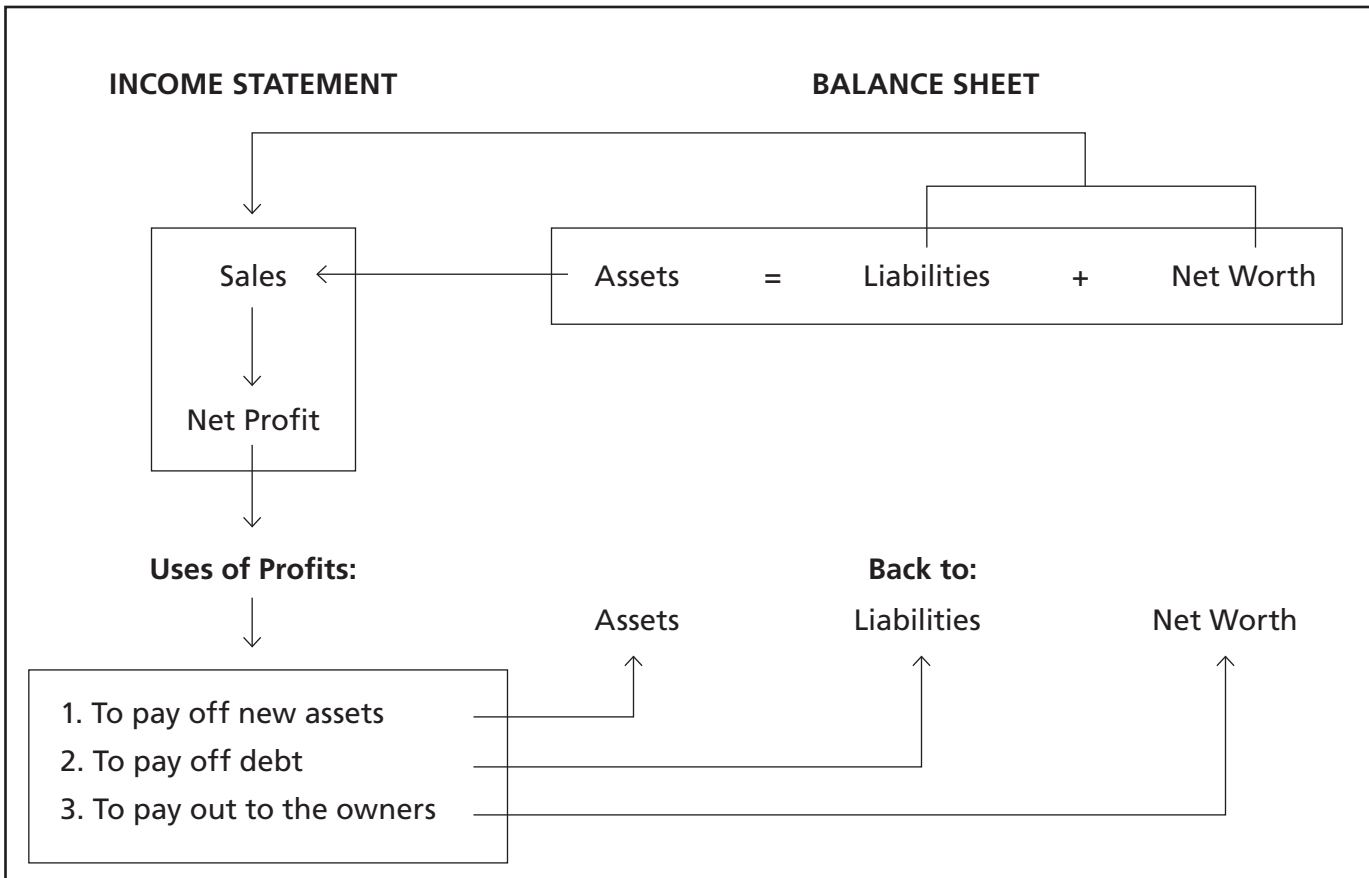 INCOME STATEMENT
BALANCE SHEET
Sales
Assets = Liabilities + Net Worth
Net Profit
Uses of Profits:
Back to:
Assets
Liabilities
Net Worth
1. To pay off new assets
2. To pay off debt
3. To pay out to the owners